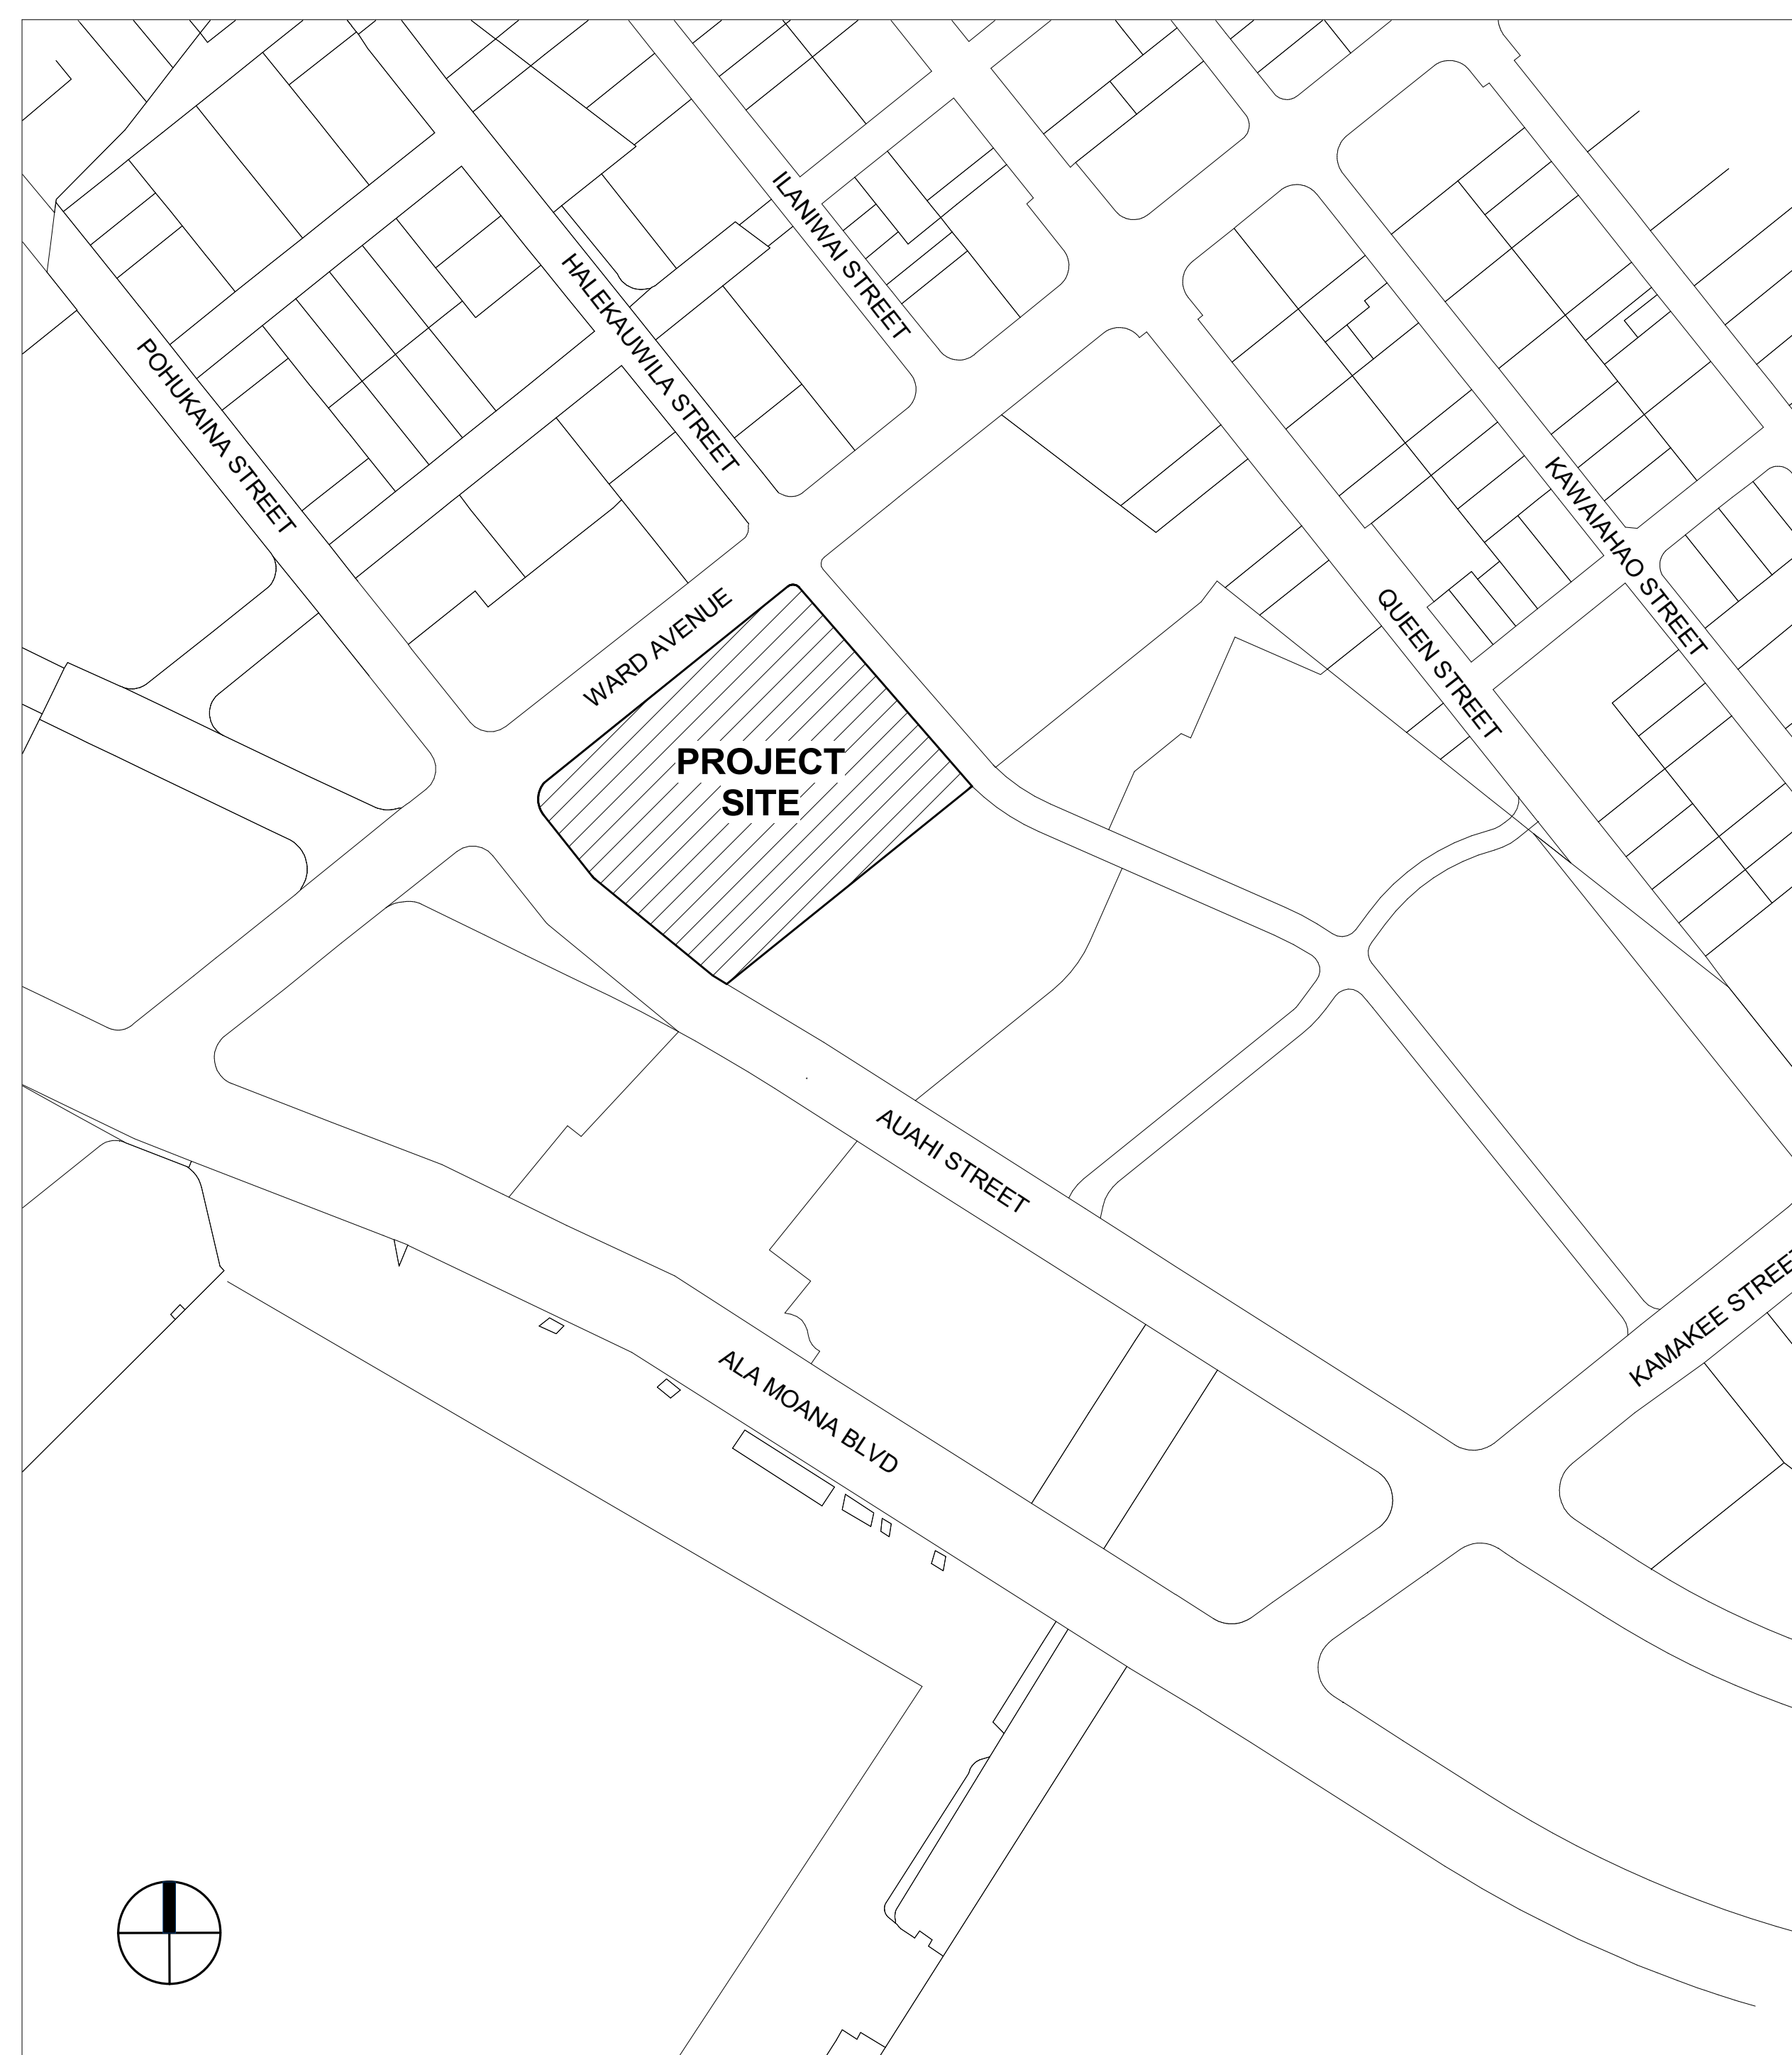 ILANIWAI STREET
HALEKAUWILA STREET
POHUKAINA STREET
KAWAIAHAO STREET
QUEEN STREET
WARD AVENUE
PROJECT
SITE
AUAHI STREET
KAMAKEE STREET
ALA MOANA BLVD